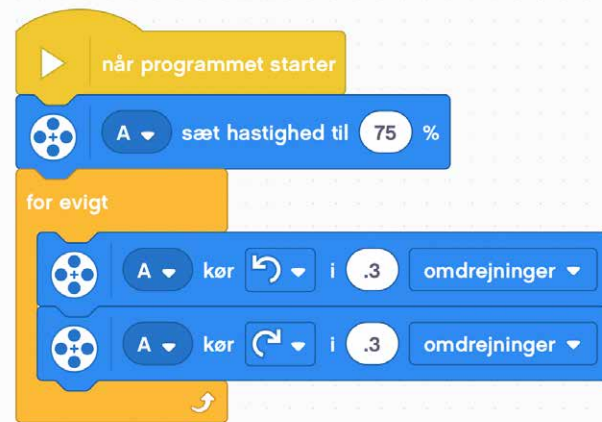 når programmet starter
A sæt hastighed til 75 %
for evigt
A kør i .3 omdrejninger
A kør i .3 omdrejninger